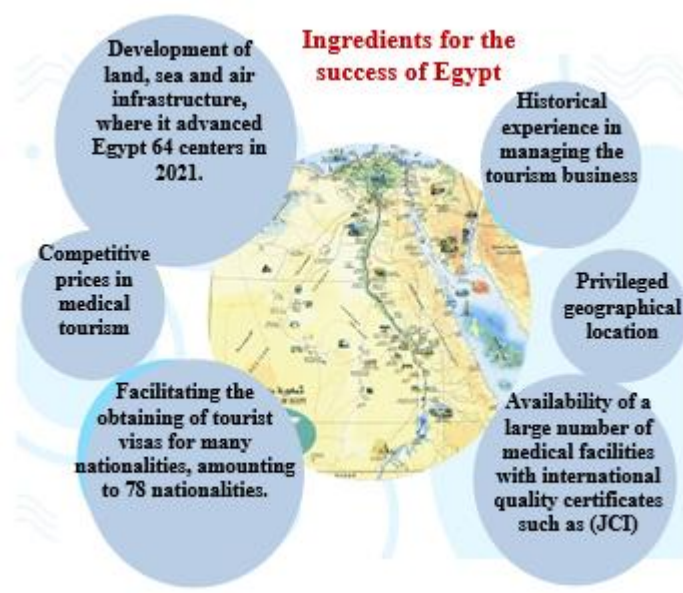 Ingredients for the
success of Egypt
Development of
land, sea and air
infrastructure,
where it advanced
Egypt 64 centers in
2021.
Historical
experience in
managing the
tourism business
Competitive
prices in
medical
tourism
Privileged
geographical
location
Facilitating the
obtaining of tourist
visas for many
nationalities, amounting
to 78 nationalities.
Availability of a
large number of
medical facilities
with international
quality certificates
such as (JCI)